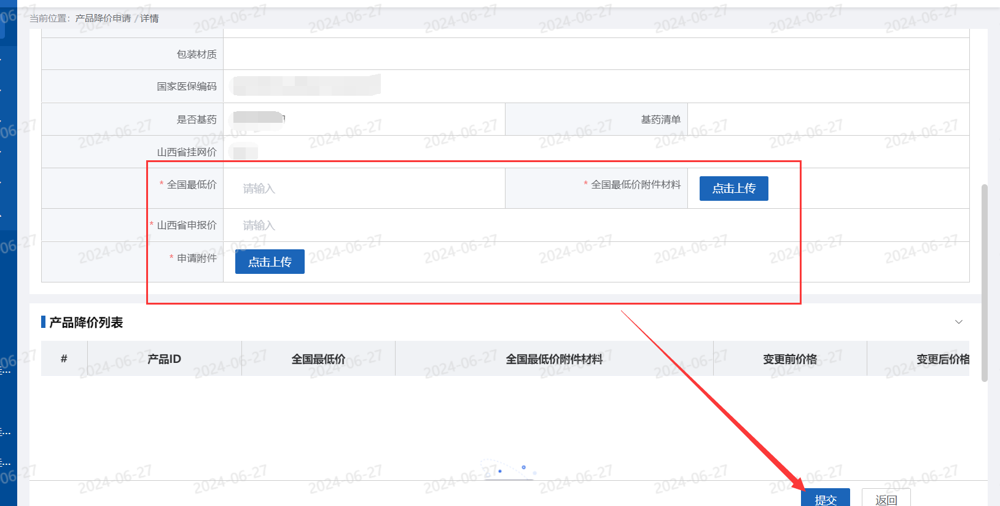 当前位置: 产品降价申请 / 详情
包装材质
国家医保编码
是否基药
基药清单
山西省挂网价
* 全国最低价 请输入 * 全国最低价附件材料 点击上传
* 山西省申报价 请输入
* 申请附件 点击上传
产品降价列表
# 产品ID 全国最低价 全国最低价附件材料 变更前价格 变更后价格
提交 返回
2024-06-27